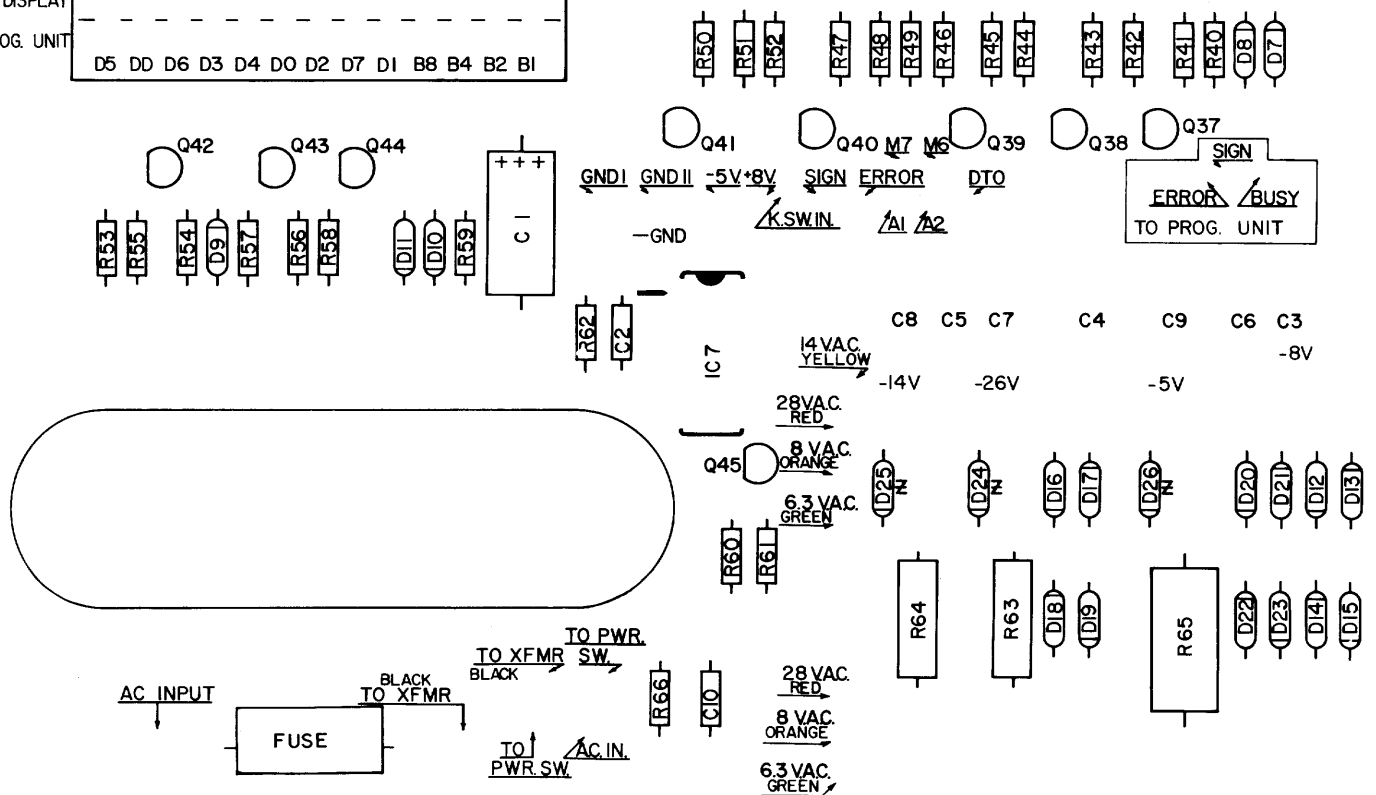 DISPLAY
OG. UNIT
D5 DD D6 D3 D4 D0 D2 D7 D1 B8 B4 B2 B1
R50 R51 R52 R47 R48 R49 R46 R45 R44 R43 R42 R41 R40 D8 D7
Q42 Q43 Q44 Q41 Q40 M7 M6 Q39 Q38 Q37
+++
C1
GND I GND II -5V. +8V. SIGN ERROR DTO
K.SW.IN. A1 A2
—GND
SIGN
ERROR BUSY
TO PROG. UNIT
R53 R55 R54 D9 R57 R56 R58 D11 D10 R59
R62 C2
IC7
C8 C5 C7 C4 C9 C6 C3
-8V
14 V.A.C.
YELLOW
-14V -26V -5V
28 V.A.C.
RED
Q45
8 V.A.C.
ORANGE
6.3 V.A.C.
GREEN
D25 Z D24 Z D16 D17 D26 Z D20 D21 D12 D13
R60 R61
R64 R63 D18 D19 R65 D22 D23 D14 D15
TO PWR.
SW.
TO XFMR
BLACK
AC INPUT
BLACK
TO XFMR
FUSE
R66 C10
TO
PWR. SW.
A.C. IN.
28 V.A.C.
RED
8 V.A.C.
ORANGE
6.3 V.A.C.
GREEN